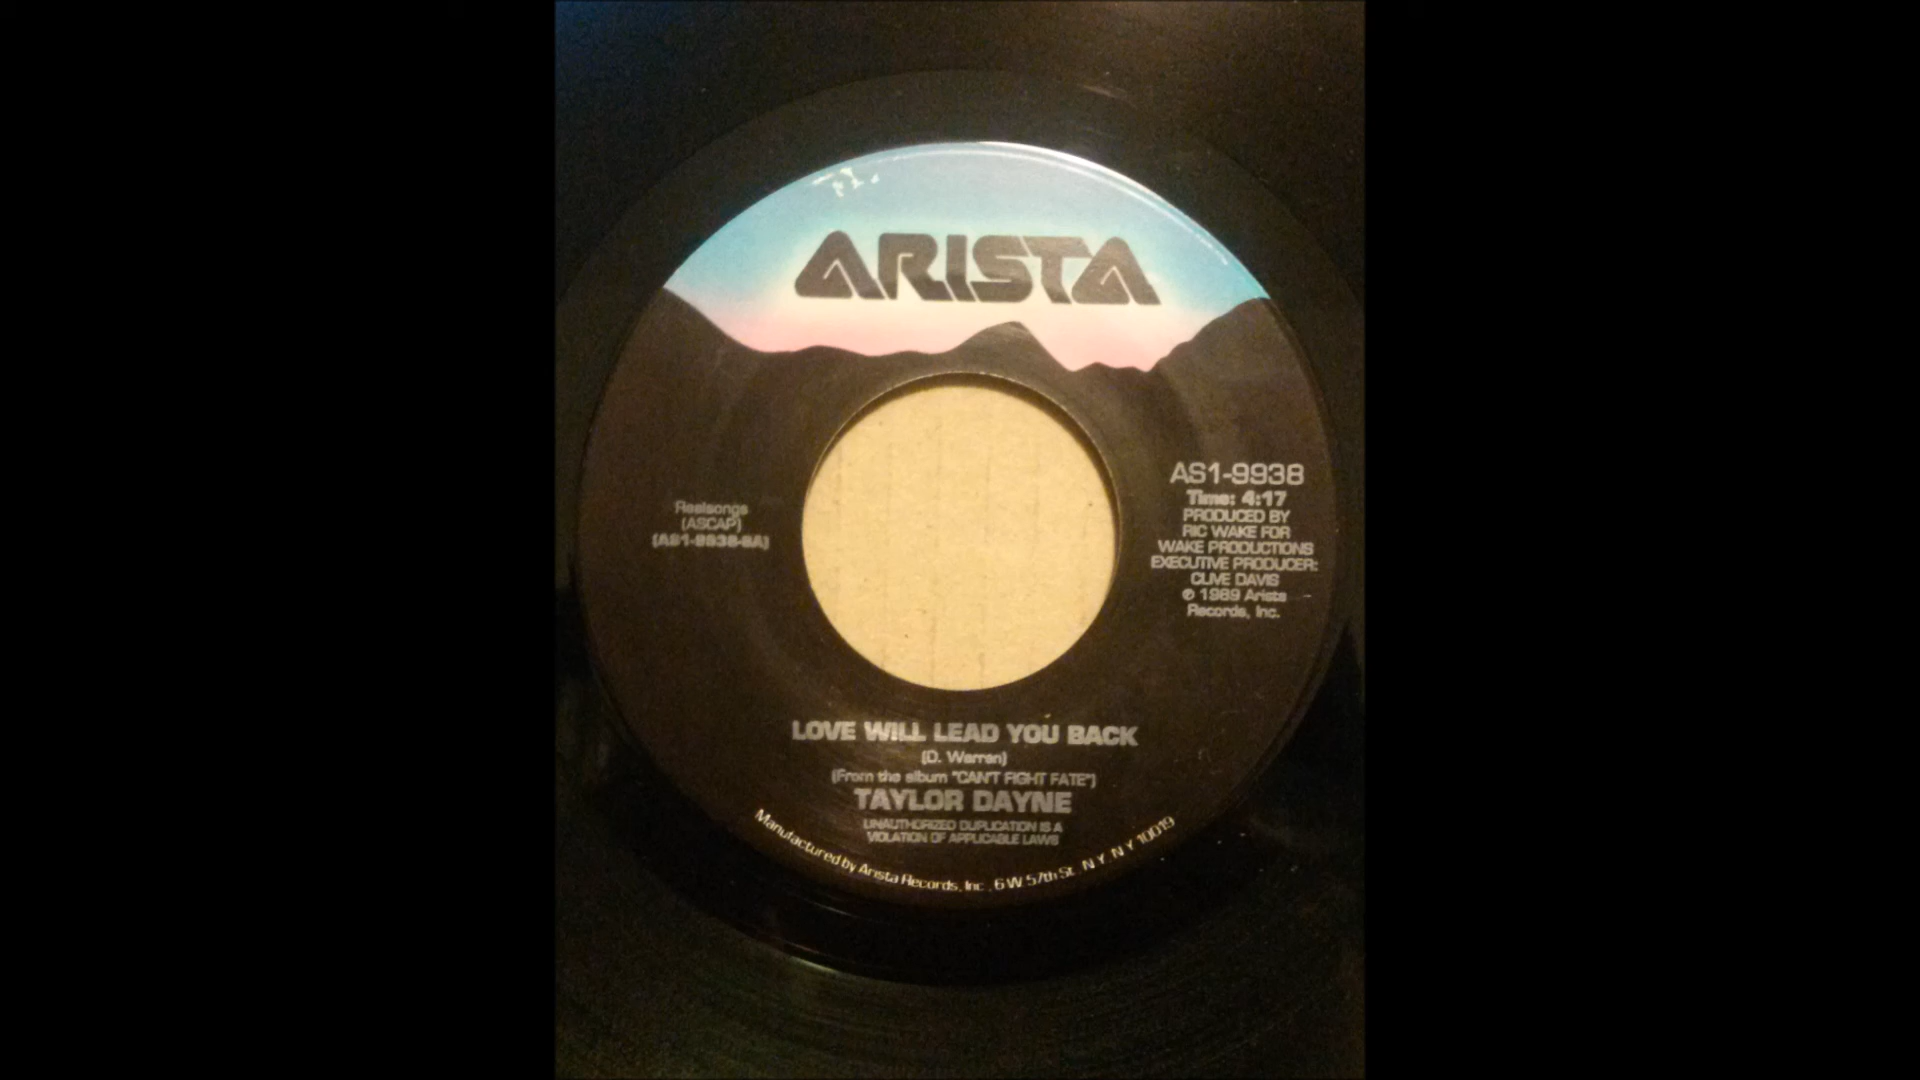 ARISTA
Realsongs
(ASCAP)
(AS1-9938-SA)
AS1-9938
Time: 4:17
PRODUCED BY
RIC WAKE FOR
WAKE PRODUCTIONS
EXECUTIVE PRODUCER:
CLIVE DAVIS
℗ 1989 Arista
Records, Inc.
LOVE WILL LEAD YOU BACK
(D. Warren)
(From the album "CAN'T FIGHT FATE")
TAYLOR DAYNE
UNAUTHORIZED DUPLICATION IS A
VIOLATION OF APPLICABLE LAWS
Manufactured by Arista Records, Inc., 6 W. 57th St., N.Y. N.Y 10019